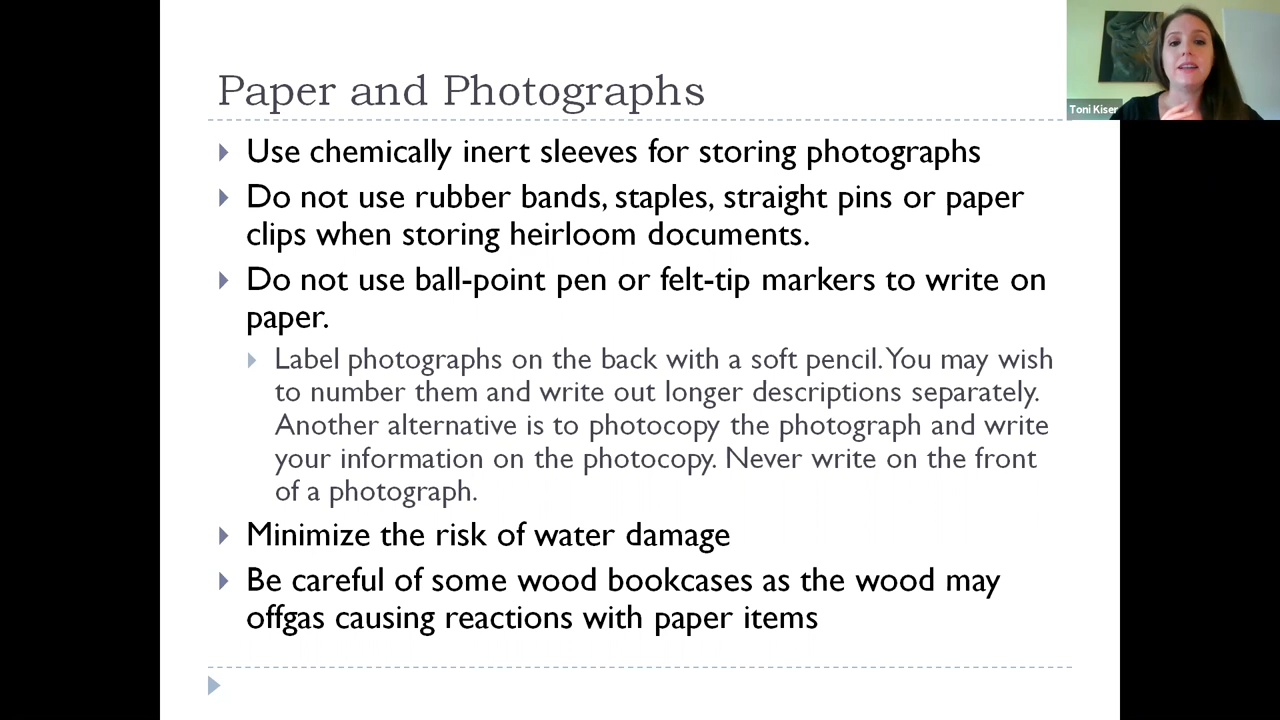 Paper and Photographs
Use chemically inert sleeves for storing photographs
Do not use rubber bands, staples, straight pins or paper
clips when storing heirloom documents.
Do not use ball-point pen or felt-tip markers to write on
paper.
Label photographs on the back with a soft pencil. You may wish
to number them and write out longer descriptions separately.
Another alternative is to photocopy the photograph and write
your information on the photocopy. Never write on the front
of a photograph.
Minimize the risk of water damage
Be careful of some wood bookcases as the wood may
offgas causing reactions with paper items
Toni Kiser